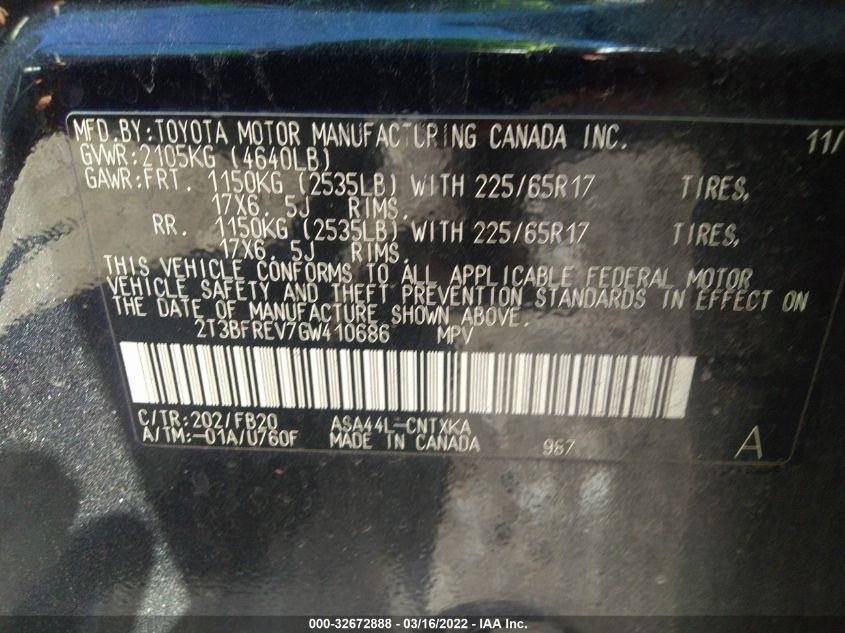 MFD.BY:TOYOTA MOTOR MANUFACTURING CANADA INC. 11/
GVWR:2105KG (4640LB)
GAWR:FRT. 1150KG (2535LB) WITH 225/65R17 TIRES,
17X6.5J RIMS.
RR. 1150KG (2535LB) WITH 225/65R17 TIRES,
17X6.5J RIMS.
THIS VEHICLE CONFORMS TO ALL APPLICABLE FEDERAL MOTOR
VEHICLE SAFETY AND THEFT PREVENTION STANDARDS IN EFFECT ON
THE DATE OF MANUFACTURE SHOWN ABOVE.
2T3BFREV7GW410686 MPV
C/TR:202/FB20 ASA44L-CNTXKA
A/TM:-01A/U760F MADE IN CANADA 987 A
000-32672888 - 03/16/2022 - IAA Inc.